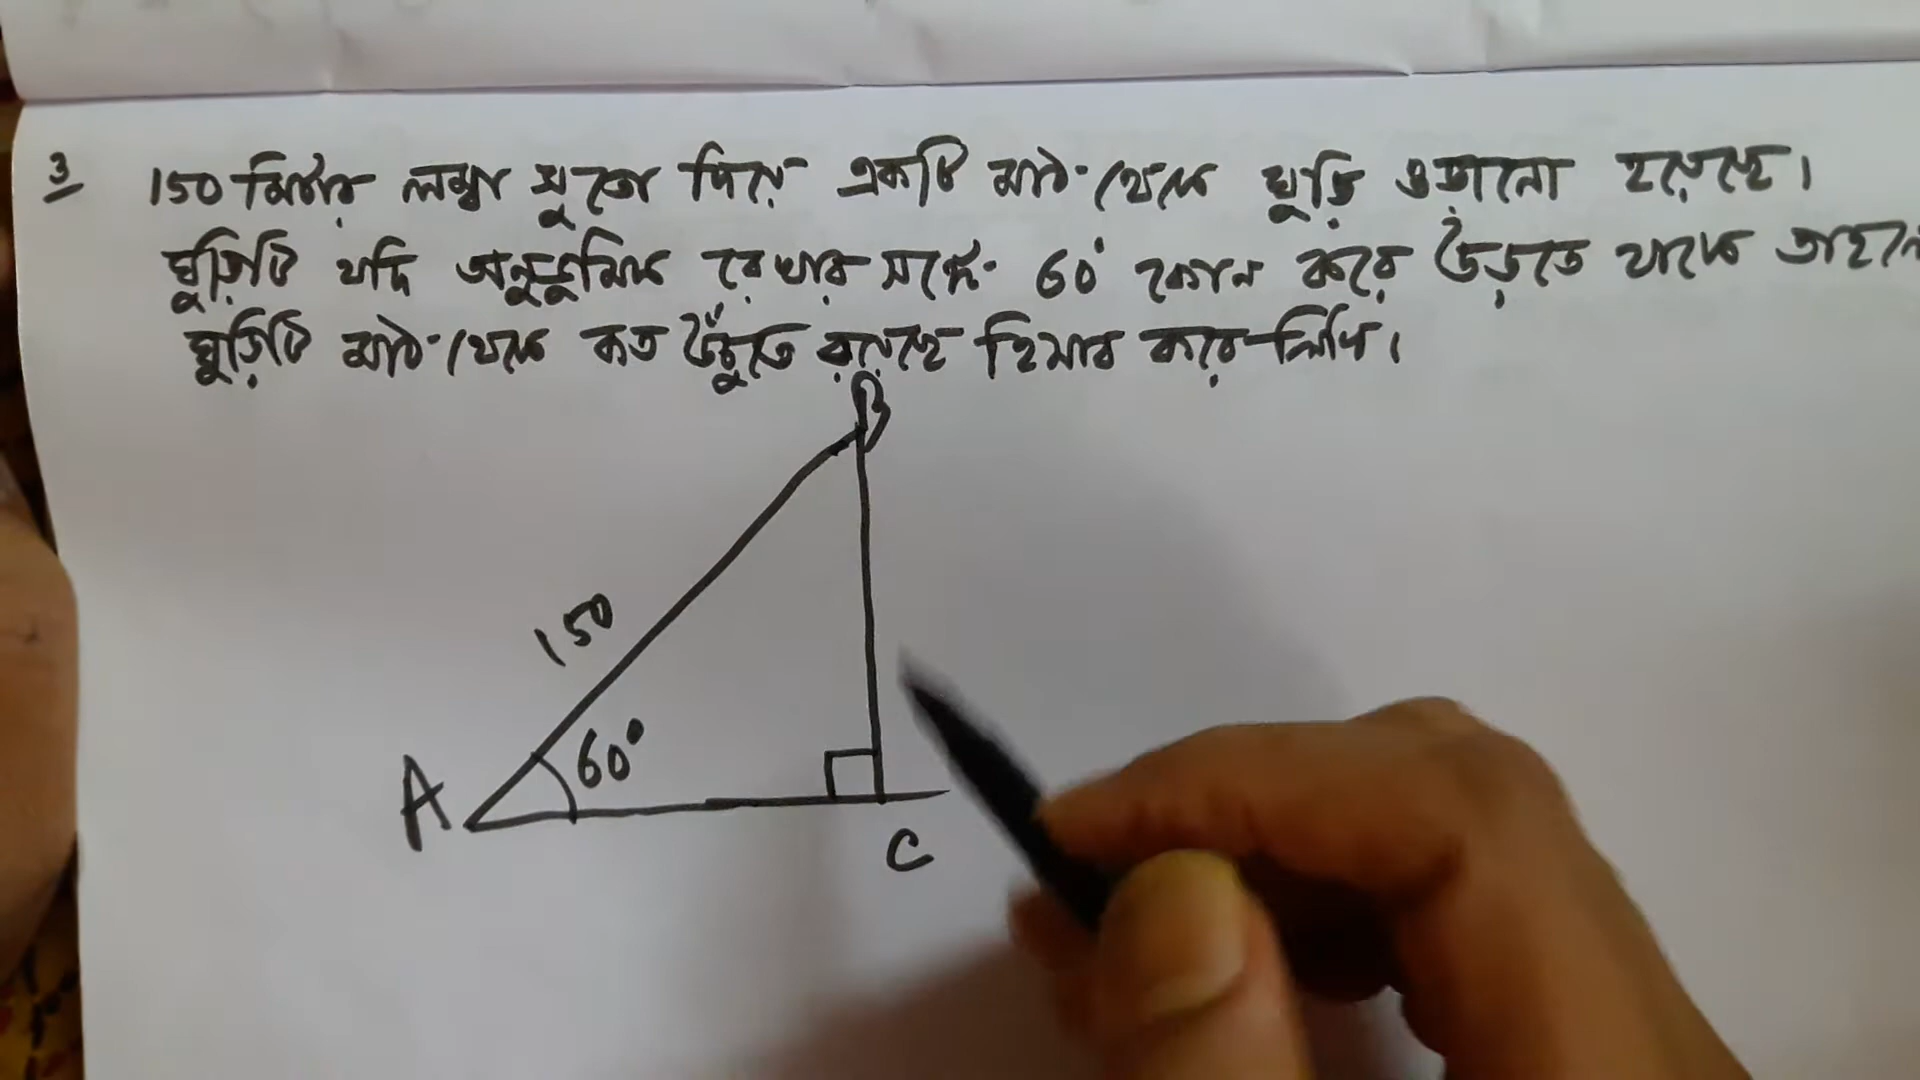 3 150 মিটার লম্বা সুতো দিয়ে একটি মাঠ থেকে ঘুড়ি ওড়ানো হয়েছে।
ঘুড়িটি যদি অনুভূমিক রেখার সঙ্গে 60° কোণ করে উড়তে থাকে তাহলে
ঘুড়িটি মাঠ থেকে কত উঁচুতে রয়েছে হিসাব করে লিখি।
B
150
60°
A
C